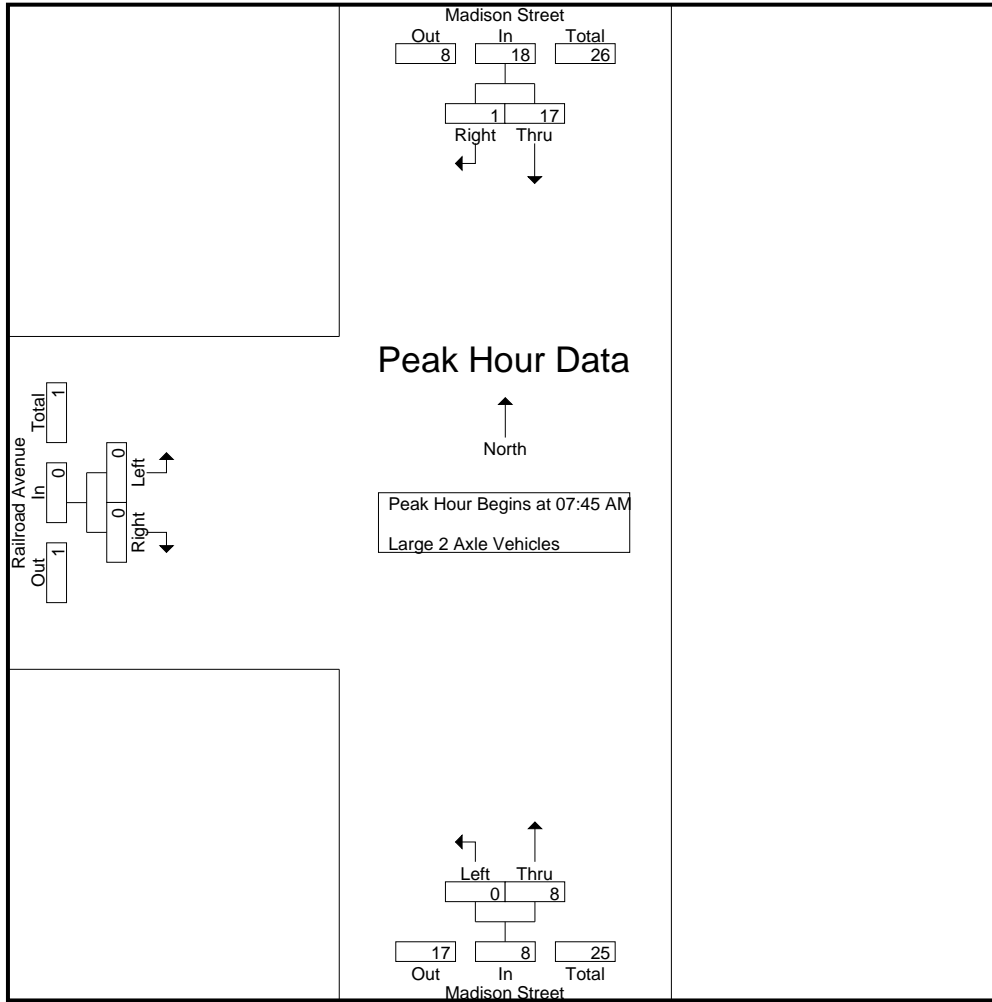 Madison Street
Out In Total
8 18 26
1 17
Right Thru
Peak Hour Data
North
Peak Hour Begins at 07:45 AM
Large 2 Axle Vehicles
Railroad Avenue
Out In Total
1 0 1
Right Left
0 0
Left Thru
0 8
17 8 25
Out In Total
Madison Street